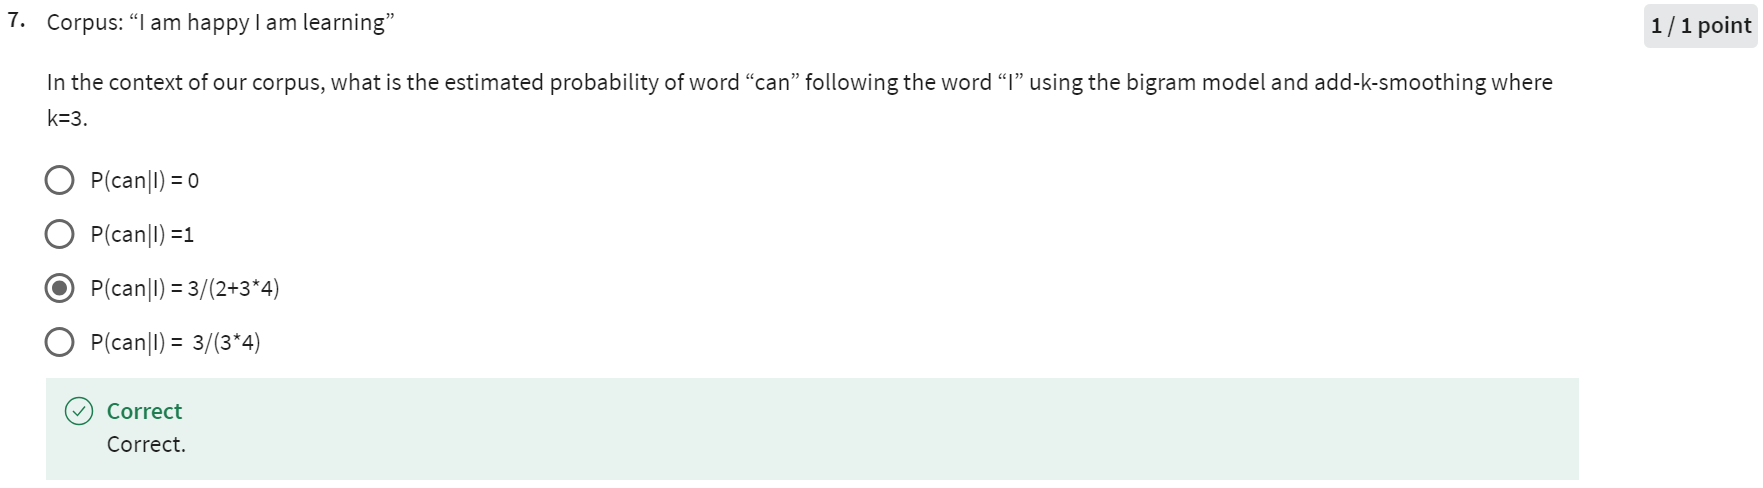 7. Corpus: “I am happy I am learning”
1 / 1 point
In the context of our corpus, what is the estimated probability of word “can” following the word “I” using the bigram model and add-k-smoothing where
k=3.
P(can|I) = 0
P(can|I) =1
P(can|I) = 3/(2+3*4)
P(can|I) = 3/(3*4)
Correct
Correct.